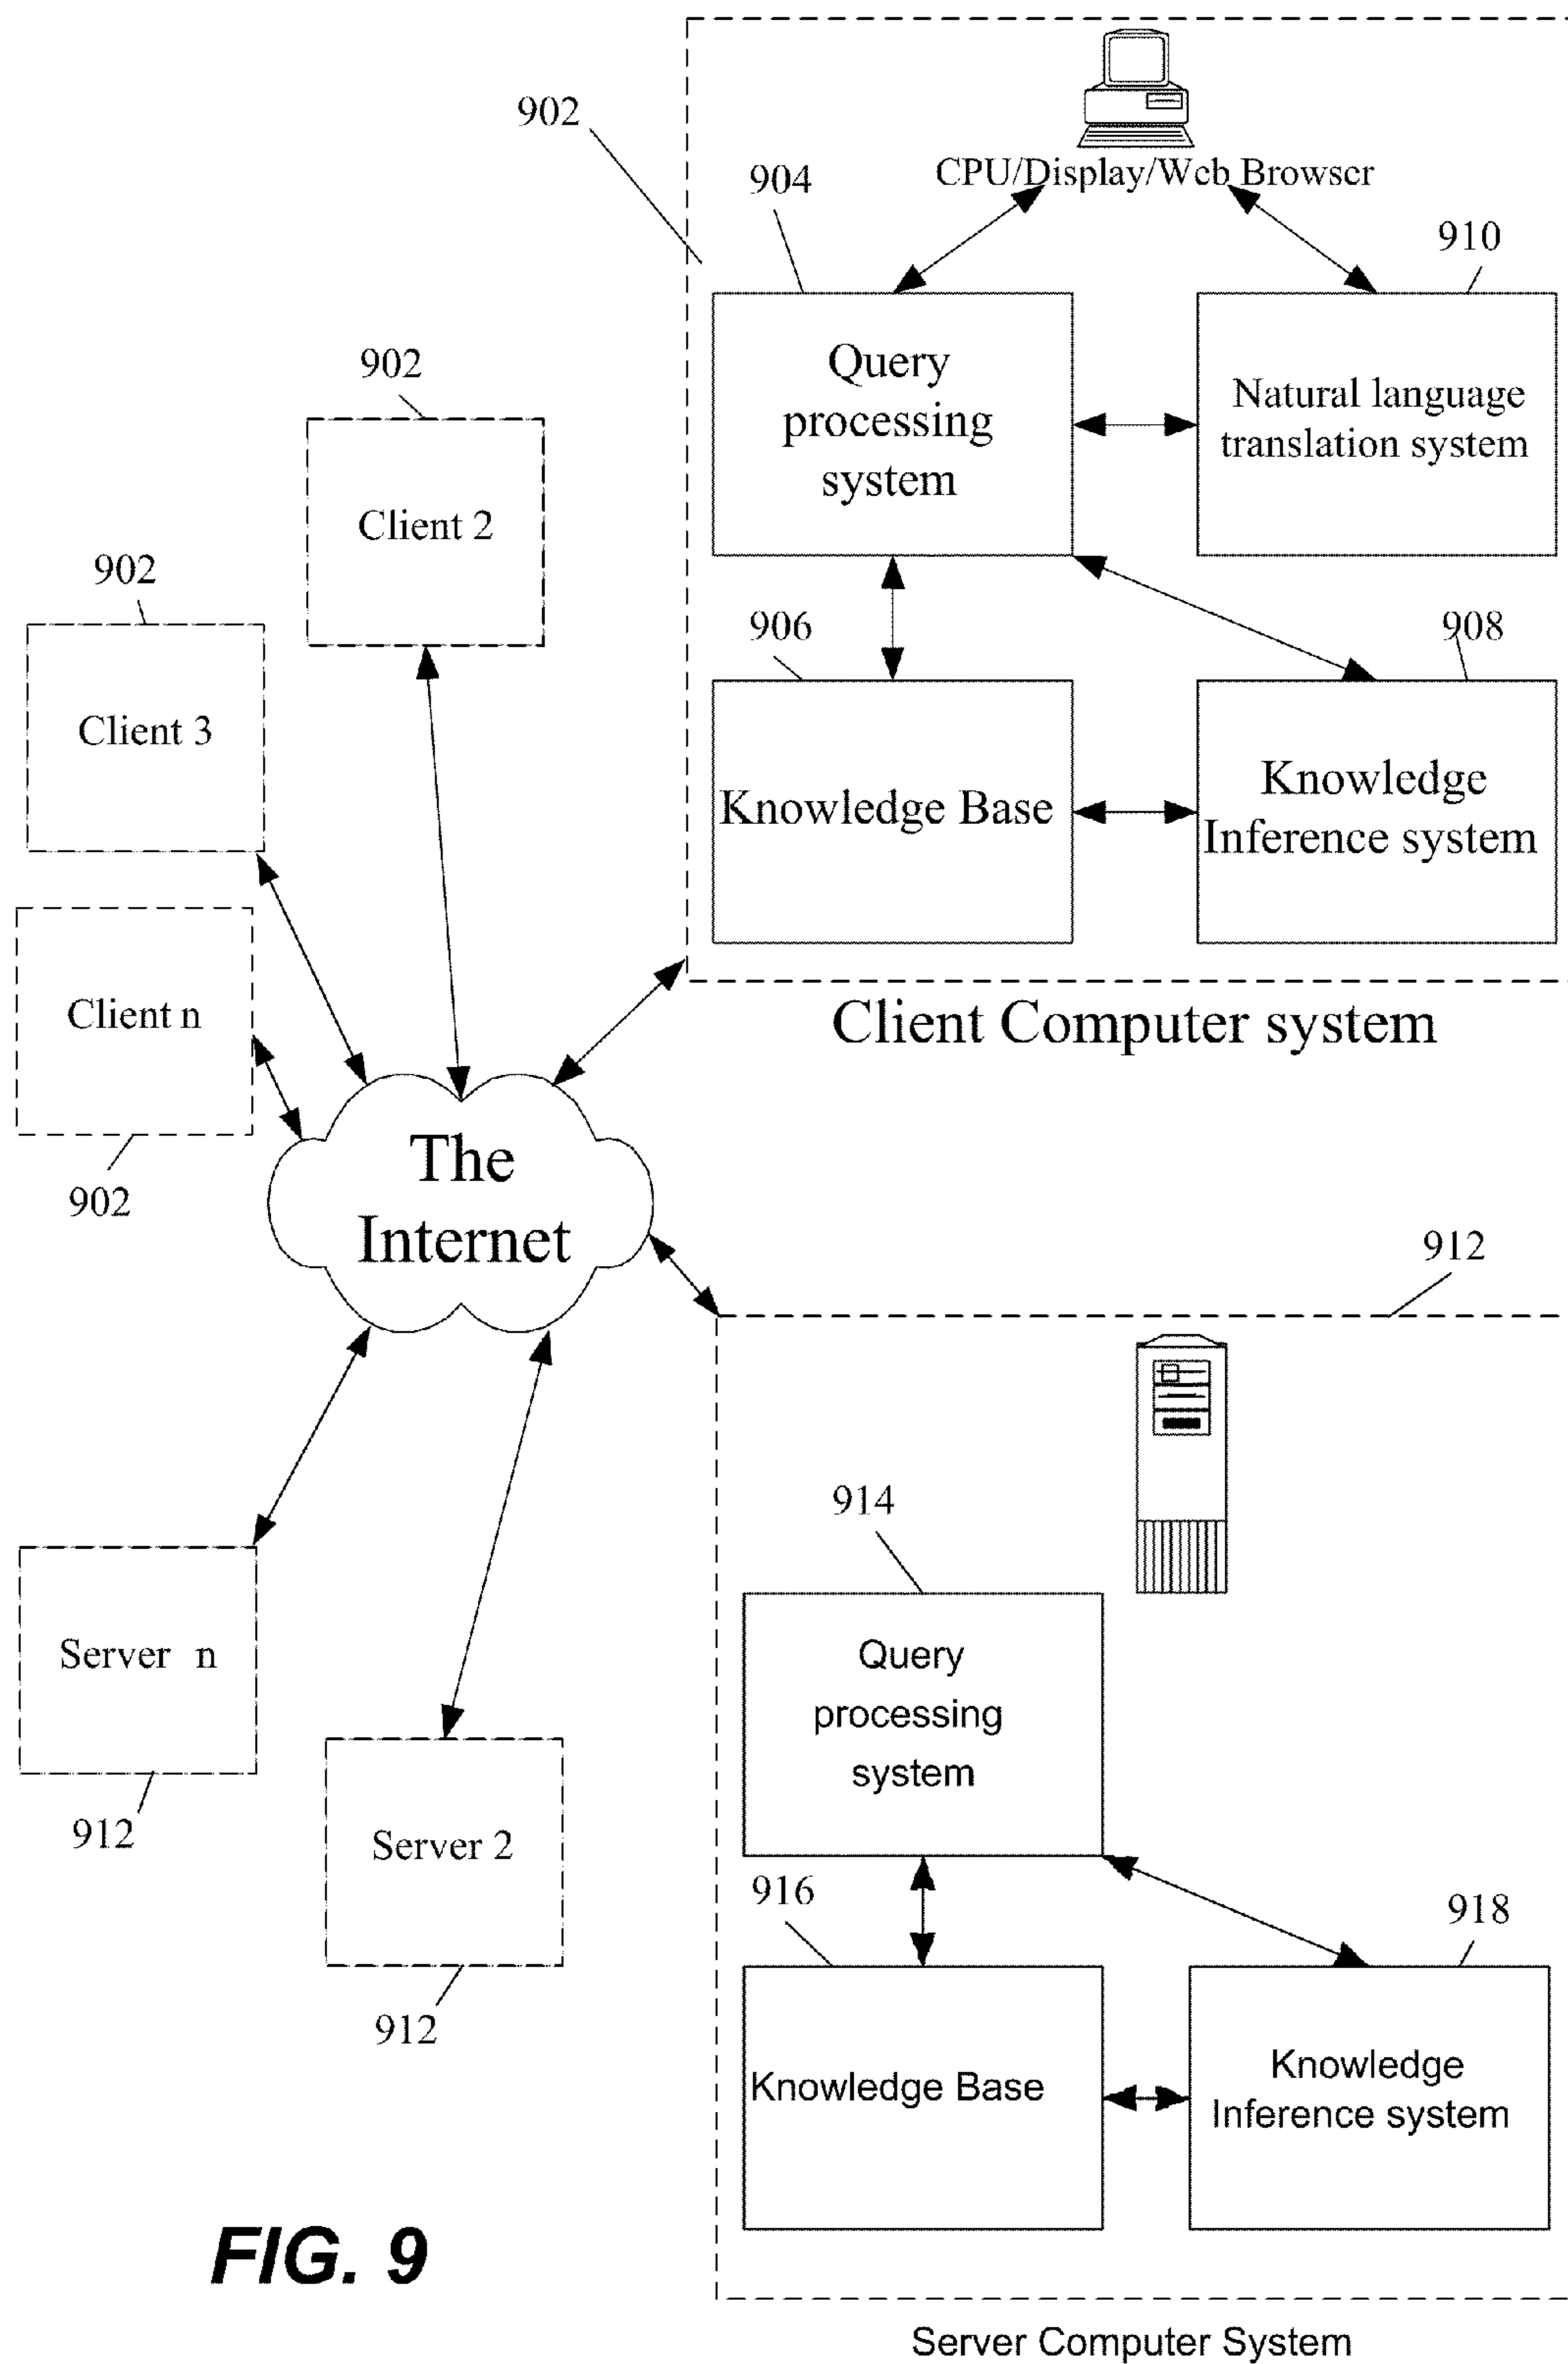 902
CPU/Display/Web Browser
904
910
Query
processing
system
Natural language
translation system
902
Client 2
902
Client 3
906
908
Knowledge Base
Knowledge
Inference system
Client n
902
Client Computer system
The
Internet
912
914
Query
processing
system
Server n
912
Server 2
912
916
918
Knowledge Base
Knowledge
Inference system
FIG. 9
Server Computer System